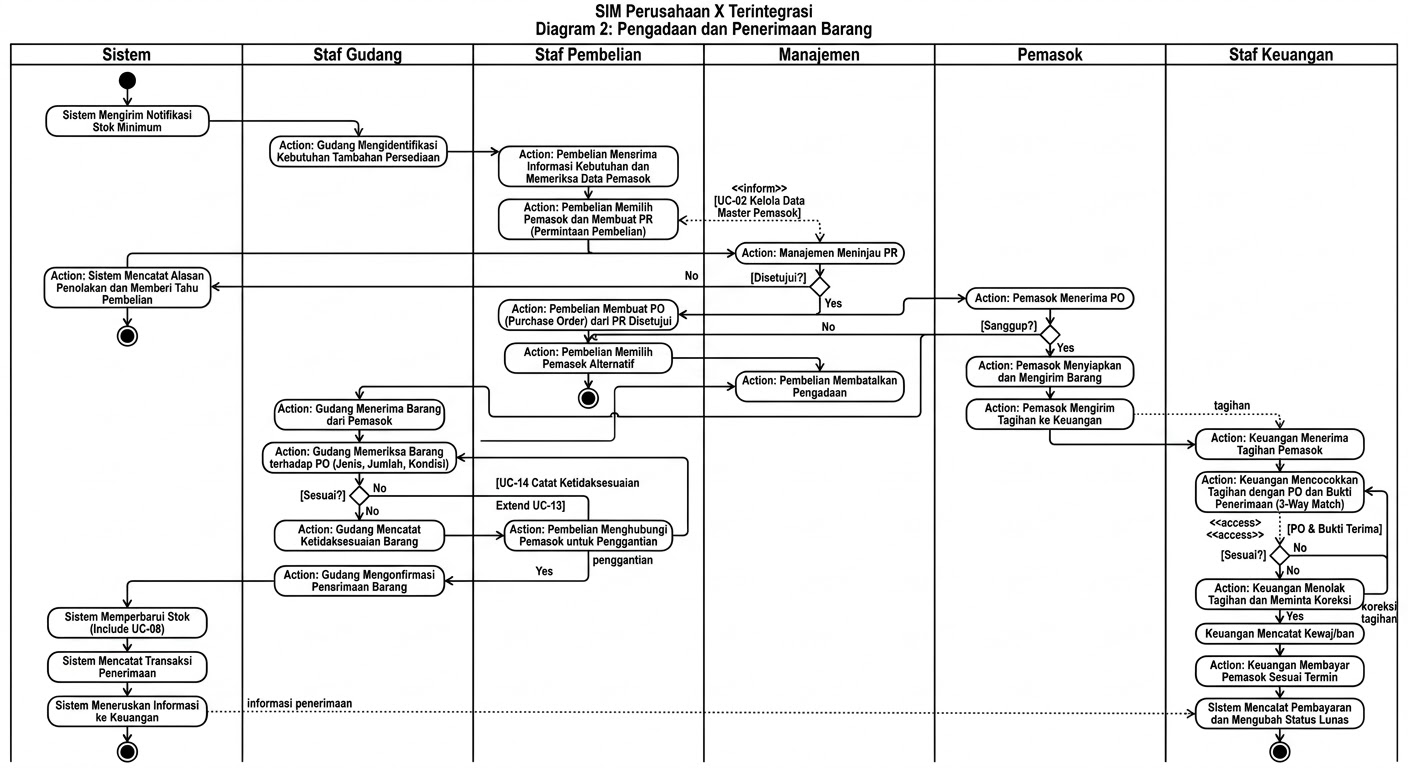 SIM Perusahaan X Terintegrasi
Diagram 2: Pengadaan dan Penerimaan Barang
Sistem
Staf Gudang
Staf Pembelian
Manajemen
Pemasok
Staf Keuangan
Sistem Mengirim Notifikasi
Stok Minimum
Action: Gudang Mengidentifikasi
Kebutuhan Tambahan Persediaan
Action: Pembelian Mensrima
Informasi Kebutuhan dan
Memeriksa Data Pemasok
Action: Pembelian Memilih
Pemasok dan Membuat PR
(Permintaan Pembelian)
<<inform>>
[UC-02 Kelola Data
Master Pemasok]
Action: Manajemen Meninjau PR
[Disetujui?]
No
Yes
Action: Sistem Mencatat Alasan
Penolakan dan Memberi Tahu
Pembelian
Action: Pembelian Membuat PO
(Purchase Order) dari PR Disetujui
Action: Pemasok Menerima PO
[Sanggup?]
No
Yes
Action: Pembelian Memilih
Pemasek Alternatif
Action: Pembelian Membatalkan
Pengadaan
Action: Pemasok Menyiapkan
dan Mengirim Barang
Action: Pemasok Mengirim
Tagihan ke Keuangan
tagihan
Action: Gudang Menerima Barang
dari Pemasok
Action: Gudang Memeriksa Barang
terhadap PO (Jenis, Jumlah, Kondisi)
[Sesuai?]
No
No
[UC-14 Catat Ketidaksesuaian
Extend UC-13]
Action: Gudang Mencatat
Ketidaksesuaian Barang
Astion: Pembelian Menghubungi
Pemasok untuk Penggantian
penggantian
Yes
Action: Gudang Mengonfirmasi
Pensrimaan Barang
Sistem Memperbarui Stok
(Include UC-08)
Sistem Mencatat Transaksi
Penerimaan
Sistem Meneruskan Informasi
ke Keuangan
informasi penerimaan
Action: Keuangan Menerima
Tagihan Pemasok
Action: Keuangan Mencocokkan
Tagihan dengan PO dan Bukti
Penerimaan (3-Way Match)
<<access>>
<<access>>
[PO & Bukti Terima]
[Sesuai?]
No
No
Action: Keuangan Menolak
Tagihan dan Meminta Koreksi
koreksi
tagihan
Yes
Keuangan Mencatat Kewaj/ban
Action: Keuangan Membayar
Pemasok Sesuai Termin
Sistem Mencatat Pembayaran
dan Mengubah Status Lunas